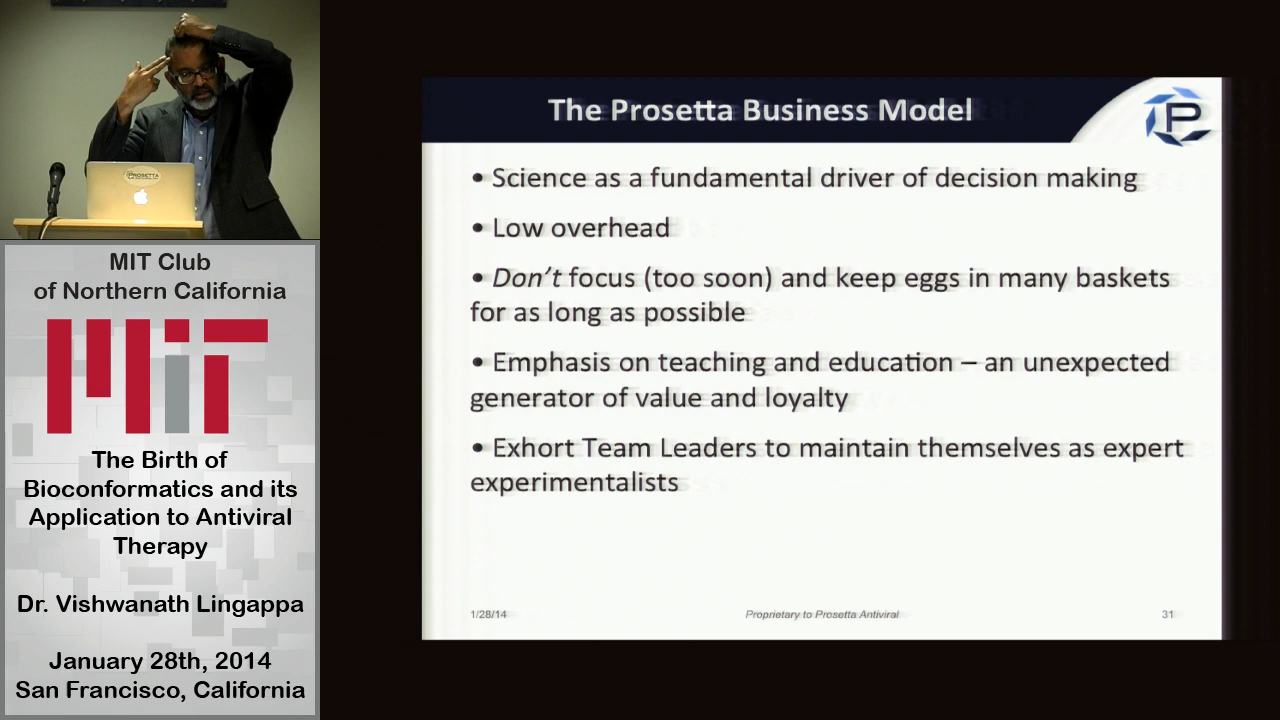 PROSETTA
MIT Club
of Northern California
MIT
The Birth of
Bioconformatics and its
Application to Antiviral
Therapy
Dr. Vishwanath Lingappa
January 28th, 2014
San Francisco, California
The Prosetta Business Model
P
• Science as a fundamental driver of decision making
• Low overhead
• Don't focus (too soon) and keep eggs in many baskets
for as long as possible
• Emphasis on teaching and education – an unexpected
generator of value and loyalty
• Exhort Team Leaders to maintain themselves as expert
experimentalists
1/28/14
Proprietary to Prosetta Antiviral
31